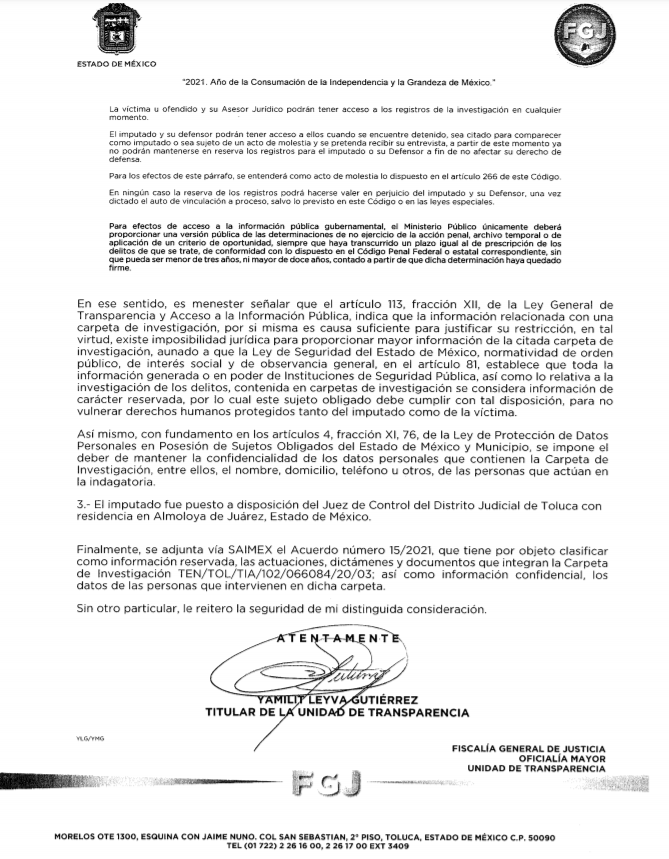 ESTADO DE MÉXICO
FGJ
"2021. Año de la Consumación de la Independencia y la Grandeza de México."
La víctima u ofendido y su Asesor Jurídico podrán tener acceso a los registros de la investigación en cualquier
momento.
El imputado y su defensor podrán tener acceso a ellos cuando se encuentre detenido, sea citado para comparecer
como imputado o sea sujeto de un acto de molestia y se pretenda recibir su entrevista, a partir de este momento ya
no podrán mantenerse en reserva los registros para el imputado o su Defensor a fin de no afectar su derecho de
defensa.
Para los efectos de este párrafo, se entenderá como acto de molestia lo dispuesto en el artículo 266 de este Código.
En ningún caso la reserva de los registros podrá hacerse valer en perjuicio del imputado y su Defensor, una vez
dictado el auto de vinculación a proceso, salvo lo previsto en este Código o en las leyes especiales.
Para efectos de acceso a la información pública gubernamental, el Ministerio Público únicamente deberá
proporcionar una versión pública de las determinaciones de no ejercicio de la acción penal, archivo temporal o de
aplicación de un criterio de oportunidad, siempre que haya transcurrido un plazo igual al de prescripción de los
delitos de que se trate, de conformidad con lo dispuesto en el Código Penal Federal o estatal correspondiente, sin
que pueda ser menor de tres años, ni mayor de doce años, contado a partir de que dicha determinación haya quedado
firme.
En ese sentido, es menester señalar que el artículo 113, fracción XII, de la Ley General de
Transparencia y Acceso a la Información Pública, indica que la información relacionada con una
carpeta de investigación, por si misma es causa suficiente para justificar su restricción, en tal
virtud, existe imposibilidad jurídica para proporcionar mayor información de la citada carpeta de
investigación, aunado a que la Ley de Seguridad del Estado de México, normatividad de orden
público, de interés social y de observancia general, en el artículo 81, establece que toda la
información generada o en poder de Instituciones de Seguridad Pública, así como lo relativa a la
investigación de los delitos, contenida en carpetas de investigación se considera información de
carácter reservada, por lo cual este sujeto obligado debe cumplir con tal disposición, para no
vulnerar derechos humanos protegidos tanto del imputado como de la víctima.
Así mismo, con fundamento en los artículos 4, fracción XI, 76, de la Ley de Protección de Datos
Personales en Posesión de Sujetos Obligados del Estado de México y Municipio, se impone el
deber de mantener la confidencialidad de los datos personales que contienen la Carpeta de
Investigación, entre ellos, el nombre, domicilio, teléfono u otros, de las personas que actúan en
la indagatoria.
3.- El imputado fue puesto a disposición del Juez de Control del Distrito Judicial de Toluca con
residencia en Almoloya de Juárez, Estado de México.
Finalmente, se adjunta vía SAIMEX el Acuerdo número 15/2021, que tiene por objeto clasificar
como información reservada, las actuaciones, dictámenes y documentos que integran la Carpeta
de Investigación TEN/TOL/TIA/102/066084/20/03; así como información confidencial, los
datos de las personas que intervienen en dicha carpeta.
Sin otro particular, le reitero la seguridad de mi distinguida consideración.
ATENTAMENTE
YAMILIT LEYVA GUTIÉRREZ
TITULAR DE LA UNIDAD DE TRANSPARENCIA
YLG/YMG
FISCALÍA GENERAL DE JUSTICIA
OFICIALÍA MAYOR
UNIDAD DE TRANSPARENCIA
FGJ
MORELOS OTE 1300, ESQUINA CON JAIME NUNO. COL SAN SEBASTIAN, 2° PISO, TOLUCA, ESTADO DE MÉXICO C.P. 50090
TEL (01 722) 2 26 16 00, 2 26 17 00 EXT 3409